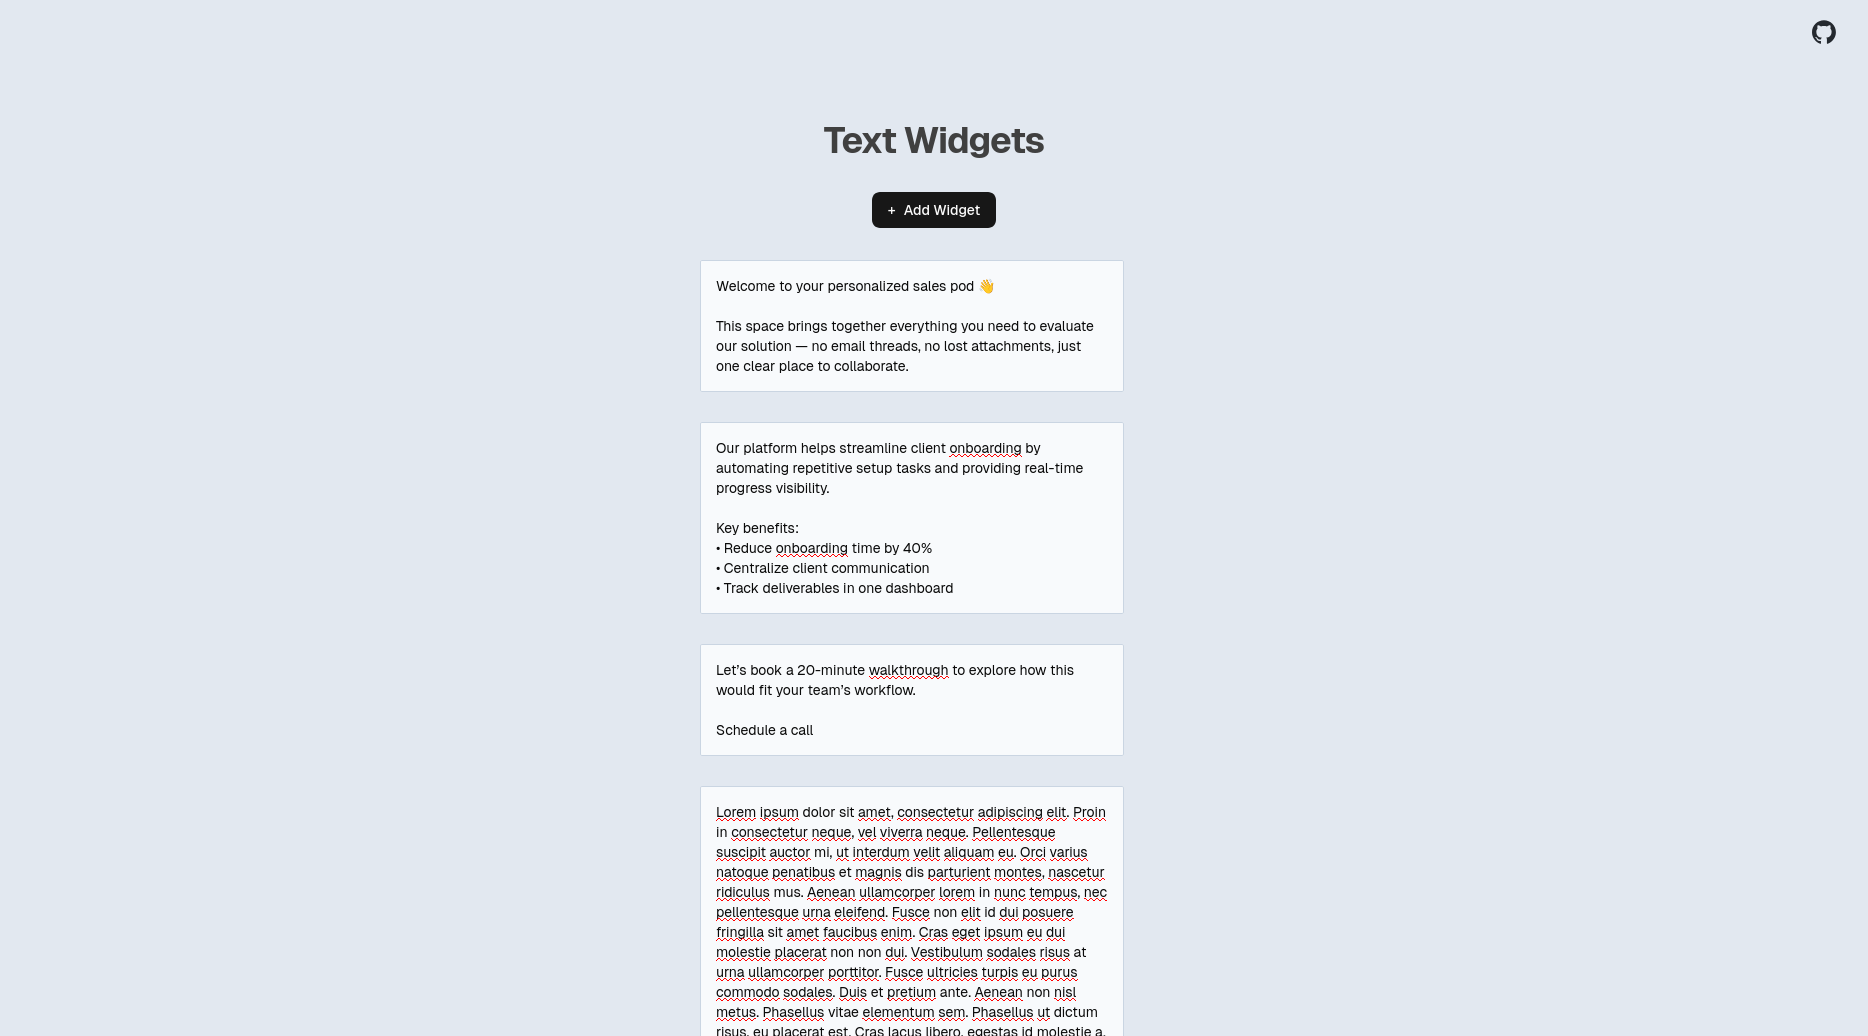 Text Widgets
+ Add Widget
Welcome to your personalized sales pod 👋
This space brings together everything you need to evaluate
our solution — no email threads, no lost attachments, just
one clear place to collaborate.
Our platform helps streamline client onboarding by
automating repetitive setup tasks and providing real-time
progress visibility.
Key benefits:
• Reduce onboarding time by 40%
• Centralize client communication
• Track deliverables in one dashboard
Let’s book a 20-minute walkthrough to explore how this
would fit your team’s workflow.
Schedule a call
Lorem ipsum dolor sit amet, consectetur adipiscing elit. Proin
in consectetur neque, vel viverra neque. Pellentesque
suscipit auctor mi, ut interdum velit aliquam eu. Orci varius
natoque penatibus et magnis dis parturient montes, nascetur
ridiculus mus. Aenean ullamcorper lorem in nunc tempus, nec
pellentesque urna eleifend. Fusce non elit id dui posuere
fringilla sit amet faucibus enim. Cras eget ipsum eu dui
molestie placerat non non dui. Vestibulum sodales risus at
urna ullamcorper porttitor. Fusce ultricies turpis eu purus
commodo sodales. Duis et pretium ante. Aenean non nisl
metus. Phasellus vitae elementum sem. Phasellus ut dictum
risus, eu placerat est. Cras lacus libero, egestas id molestie a,